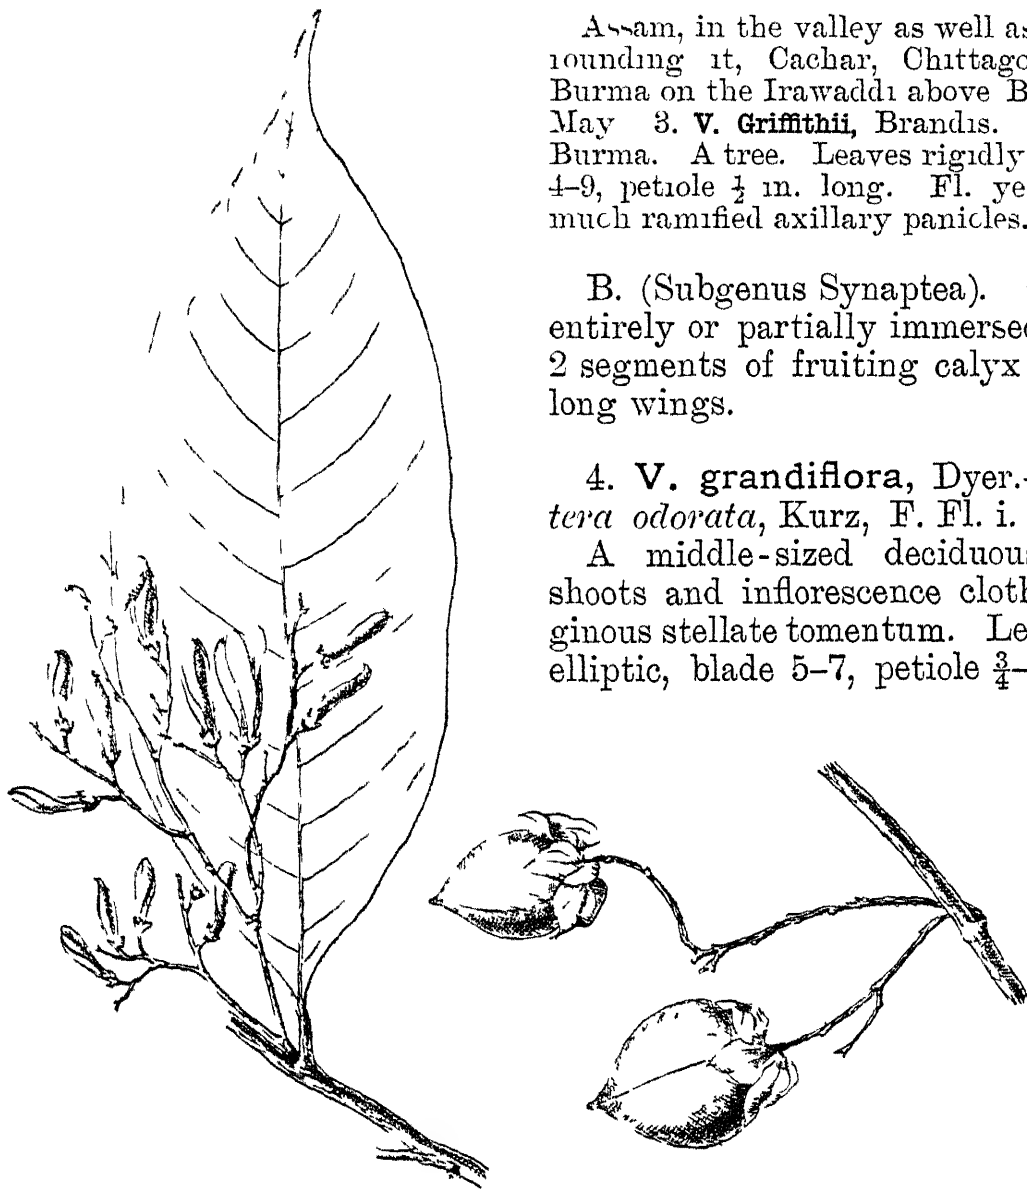 Assam, in the valley as well as
rounding it, Cachar, Chittago
Burma on the Irawaddi above B
May 3. V. Griffithii, Brandis.
Burma. A tree. Leaves rigidly
4–9, petiole ½ in. long. Fl. ye
much ramified axillary panicles.
B. (Subgenus Synaptea).
entirely or partially immersed
2 segments of fruiting calyx
long wings.
4. V. grandiflora, Dyer.-
tera odorata, Kurz, F. Fl. i.
A middle-sized deciduous
shoots and inflorescence cloth
ginous stellate tomentum. Le
elliptic, blade 5–7, petiole ¾–